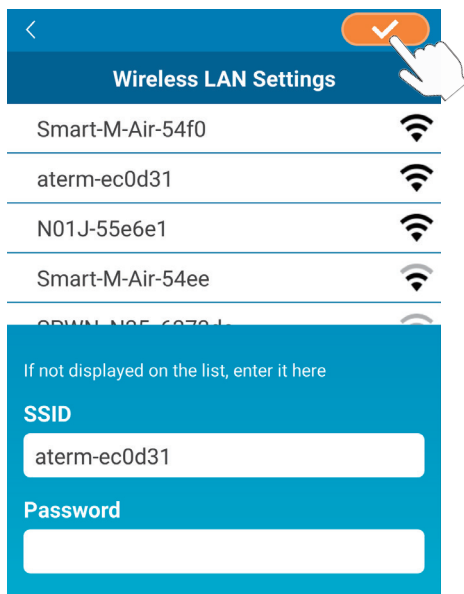 Wireless LAN Settings
Smart-M-Air-54f0
aterm-ec0d31
N01J-55e6e1
Smart-M-Air-54ee
If not displayed on the list, enter it here
SSID
aterm-ec0d31
Password